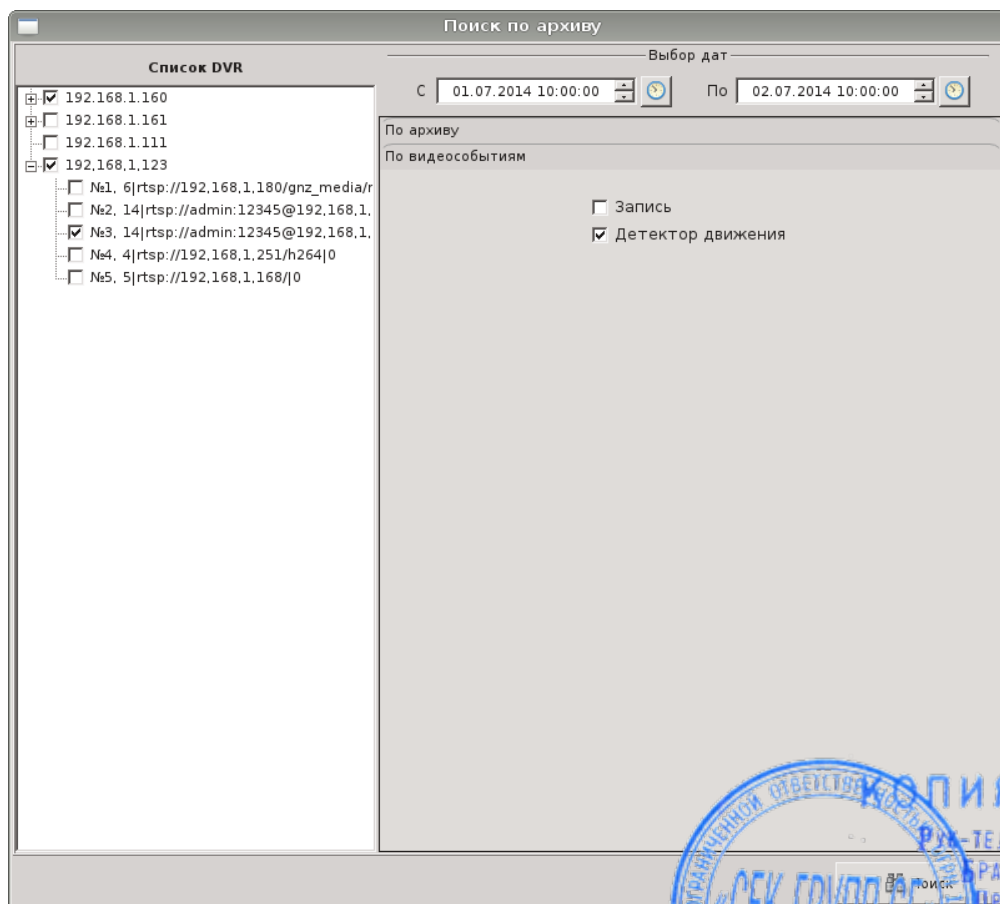 Поиск по архиву
Список DVR
192.168.1.160
192.168.1.161
192.168.1.111
192,168,1,123
№1, 6|rtsp://192,168,1,180/gnz_media/r
№2, 14|rtsp://admin:12345@192,168,1,
№3, 14|rtsp://admin:12345@192,168,1,
№4, 4|rtsp://192,168,1,251/h264|0
№5, 5|rtsp://192,168,1,168/|0
Выбор дат
С 01.07.2014 10:00:00 По 02.07.2014 10:00:00
По архиву
По видеособытиям
Запись
Детектор движения
КОПИЯ
Поиск